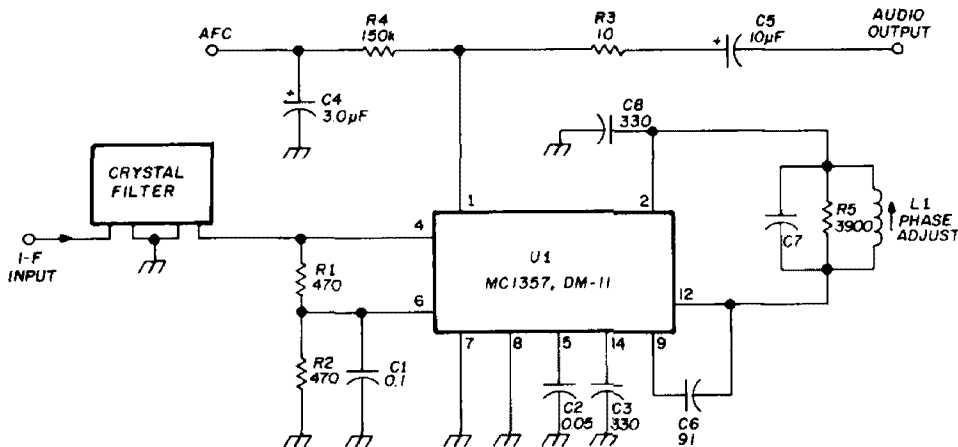 AFC
R4
150k
R3
10
C5
+
10µF
AUDIO
OUTPUT
+
C4
3.0µF
C8
330
CRYSTAL
FILTER
I-F
INPUT
1
2
4
R1
470
U1
MC1357, DM-11
C7
R5
3900
L1
PHASE
ADJUST
6
12
R2
470
C1
0.1
7
8
5
14
9
C2
0.05
C3
330
C6
91